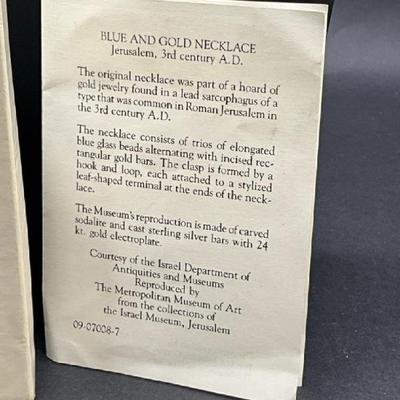 BLUE AND GOLD NECKLACE
Jerusalem, 3rd century A.D.
The original necklace was part of a hoard of
gold jewelry found in a lead sarcophagus of a
type that was common in Roman Jerusalem in
the 3rd century A.D.
The necklace consists of trios of elongated
blue glass beads alternating with incised rec-
tangular gold bars. The clasp is formed by a
hook and loop, each attached to a stylized
leaf-shaped terminal at the ends of the neck-
lace.
The Museum's reproduction is made of carved
sodalite and cast sterling silver bars with 24
kt. gold electroplate.
Courtesy of the Israel Department of
Antiquities and Museums
Reproduced by
The Metropolitan Museum of Art
from the collections of
the Israel Museum, Jerusalem
09-07008-7